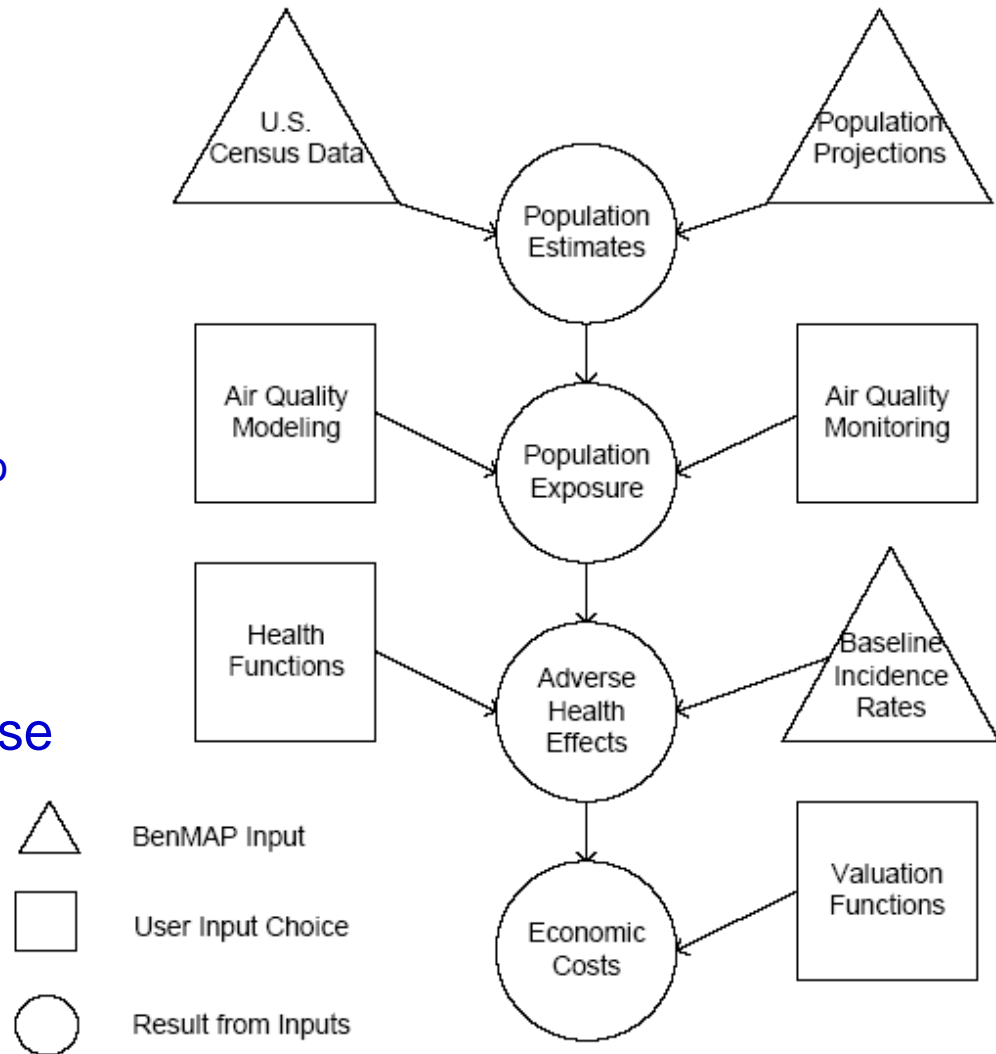 U.S.
Census Data
Population
Projections
Population
Estimates
Air Quality
Modeling
Air Quality
Monitoring
Population
Exposure
Health
Functions
Baseline
Incidence
Rates
Adverse
Health
Effects
se
BenMAP Input
User Input Choice
Result from Inputs
Valuation
Functions
Economic
Costs